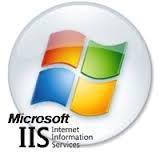 Microsoft
IIS Internet
Information
Services